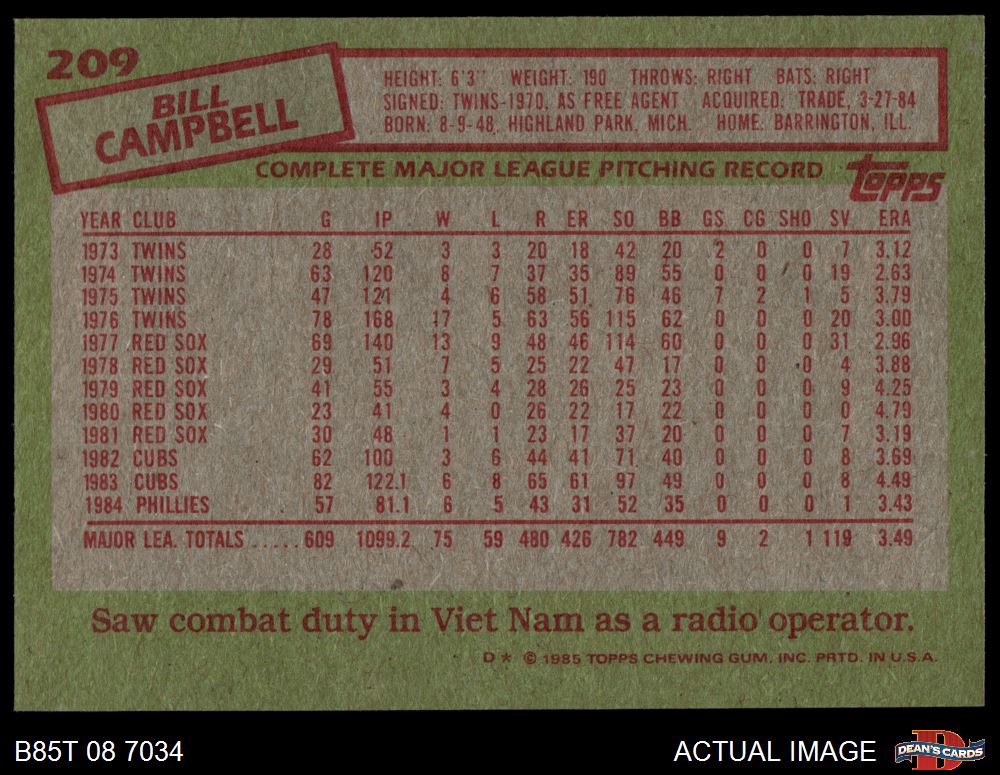 209
BILL
CAMPBELL
HEIGHT: 6'3" WEIGHT: 190 THROWS: RIGHT BATS: RIGHT
SIGNED: TWINS-1970, AS FREE AGENT ACQUIRED: TRADE, 3-27-84
BORN: 8-9-48, HIGHLAND PARK, MICH. HOME: BARRINGTON, ILL.
COMPLETE MAJOR LEAGUE PITCHING RECORD
topps
YEAR CLUB G IP W L R ER SO BB GS CG SHO SV ERA
1973 TWINS 28 52 3 3 20 18 42 20 2 0 0 7 3.12
1974 TWINS 63 120 8 7 37 35 89 55 0 0 0 19 2.63
1975 TWINS 47 121 4 6 58 51 76 46 7 2 1 5 3.79
1976 TWINS 78 168 17 5 63 56 115 62 0 0 0 20 3.00
1977 RED SOX 69 140 13 9 48 46 114 60 0 0 0 31 2.96
1978 RED SOX 29 51 7 5 25 22 47 17 0 0 0 4 3.88
1979 RED SOX 41 55 3 4 28 26 25 23 0 0 0 9 4.25
1980 RED SOX 23 41 4 0 26 22 17 22 0 0 0 0 4.79
1981 RED SOX 30 48 1 1 23 17 37 20 0 0 0 7 3.19
1982 CUBS 62 100 3 6 44 41 71 40 0 0 0 8 3.69
1983 CUBS 82 122.1 6 8 65 61 97 49 0 0 0 8 4.49
1984 PHILLIES 57 81.1 6 5 43 31 52 35 0 0 0 1 3.43
MAJOR LEA. TOTALS ..... 609 1099.2 75 59 480 426 782 449 9 2 1 119 3.49
Saw combat duty in Viet Nam as a radio operator.
D* © 1985 TOPPS CHEWING GUM, INC. PRTD. IN U.S.A.
B85T 08 7034
ACTUAL IMAGE
D
DEAN'S CARDS